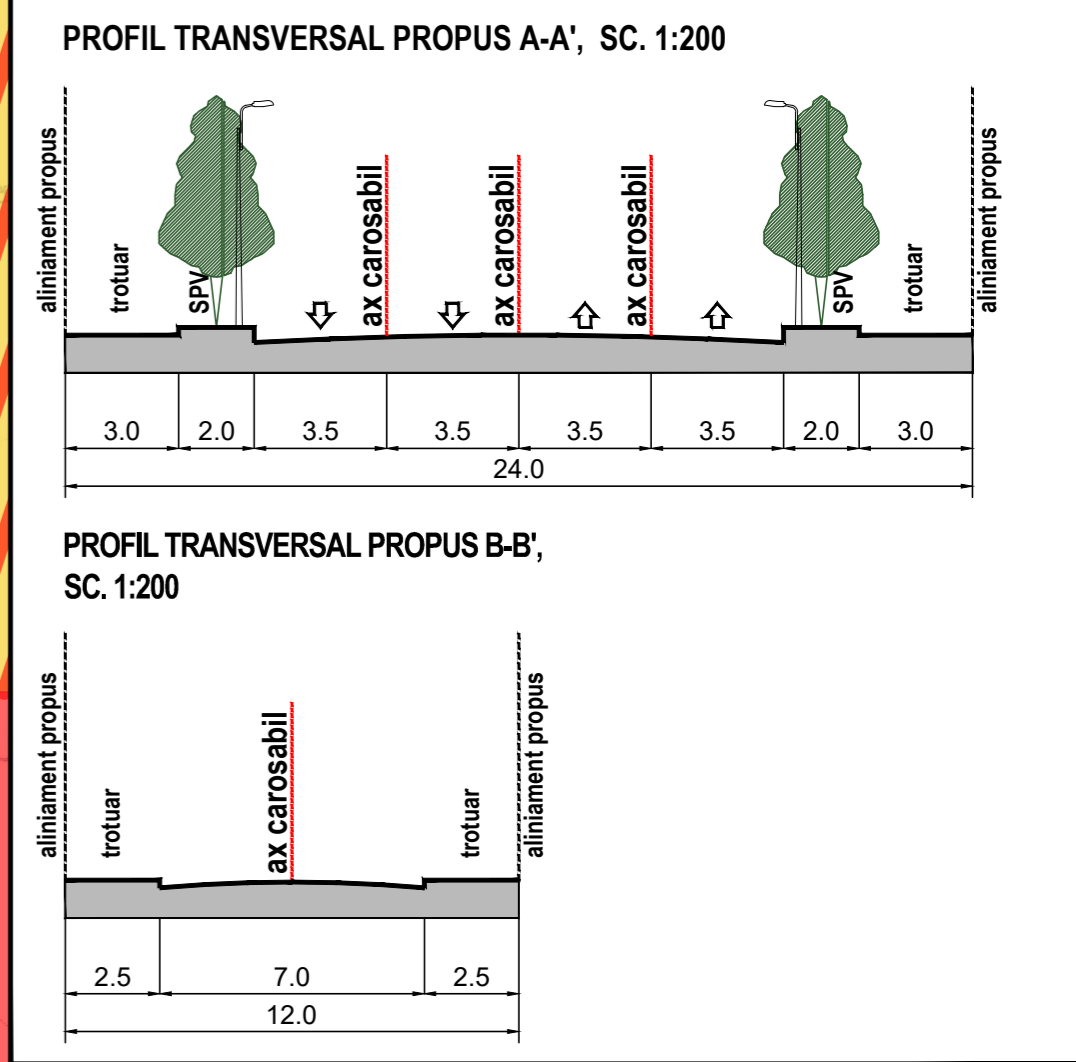 PROFIL TRANSVERSAL PROPUS A-A', SC. 1:200
aliniament propus
trotuar
SPV
ax carosabil
ax carosabil
ax carosabil
SPV
trotuar
aliniament propus
3.0 2.0 3.5 3.5 3.5 3.5 2.0 3.0
24.0
PROFIL TRANSVERSAL PROPUS B-B',
SC. 1:200
aliniament propus
trotuar
ax carosabil
trotuar
aliniament propus
2.5 7.0 2.5
12.0